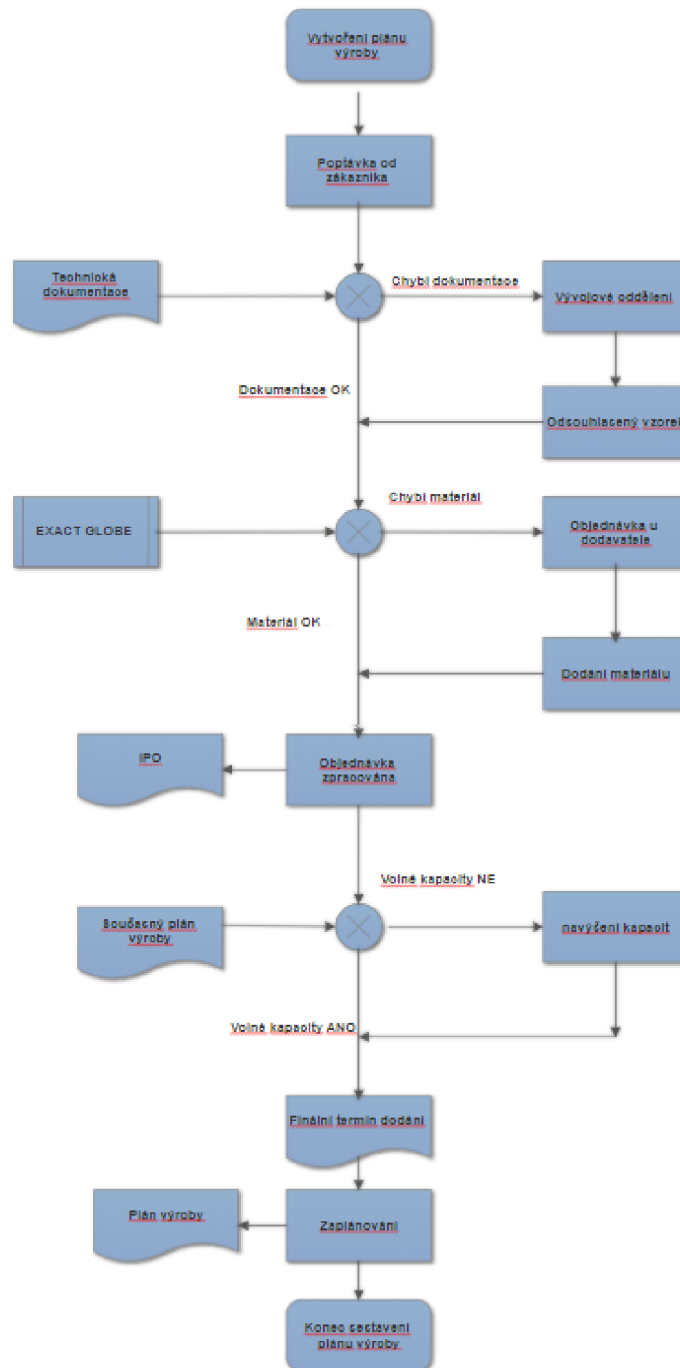 Vytvoření plánu
výroby
Poptávka od
zákazníka
Technická
dokumentace
Chybí dokumentace
Vývojové oddělení
Dokumentace OK
Odsouhlasený vzorek
Chybí materiál
EXACT GLOBE
Objednávka u
dodavatele
Materiál OK
Dodání materiálu
IPO
Objednávka
zpracována
Volné kapacity NE
Současný plán
výroby
navýčení kapacit
Volné kapacity ANO
Finální termín dodání
Plán výroby
Zaplánování
Konec sestavení
plánu výroby